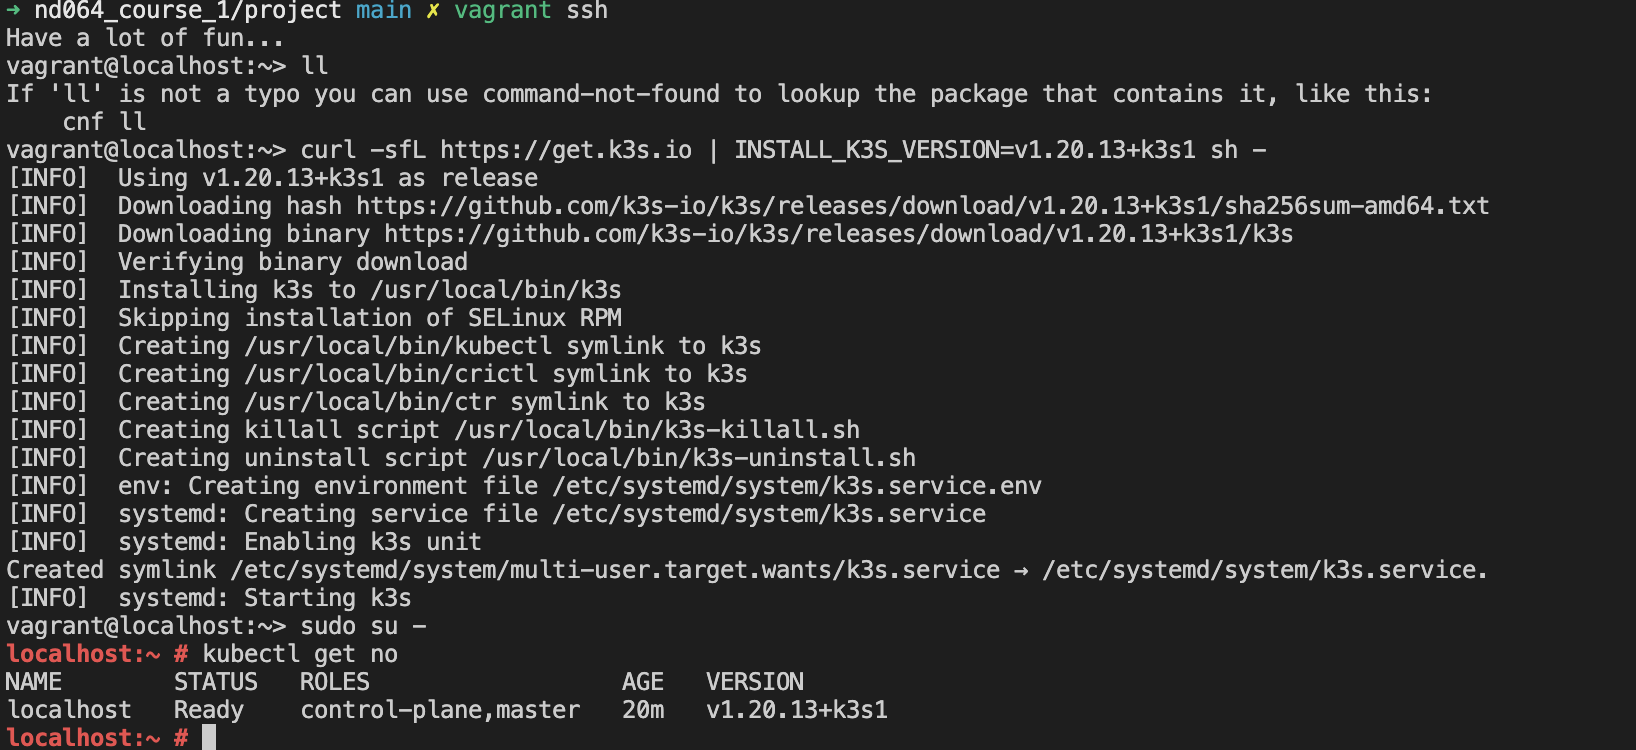 → nd064_course_1/project main ✗ vagrant ssh
Have a lot of fun...
vagrant@localhost:~> ll
If 'll' is not a typo you can use command-not-found to lookup the package that contains it, like this:
    cnf ll
vagrant@localhost:~> curl -sfL https://get.k3s.io | INSTALL_K3S_VERSION=v1.20.13+k3s1 sh -
[INFO]  Using v1.20.13+k3s1 as release
[INFO]  Downloading hash https://github.com/k3s-io/k3s/releases/download/v1.20.13+k3s1/sha256sum-amd64.txt
[INFO]  Downloading binary https://github.com/k3s-io/k3s/releases/download/v1.20.13+k3s1/k3s
[INFO]  Verifying binary download
[INFO]  Installing k3s to /usr/local/bin/k3s
[INFO]  Skipping installation of SELinux RPM
[INFO]  Creating /usr/local/bin/kubectl symlink to k3s
[INFO]  Creating /usr/local/bin/crictl symlink to k3s
[INFO]  Creating /usr/local/bin/ctr symlink to k3s
[INFO]  Creating killall script /usr/local/bin/k3s-killall.sh
[INFO]  Creating uninstall script /usr/local/bin/k3s-uninstall.sh
[INFO]  env: Creating environment file /etc/systemd/system/k3s.service.env
[INFO]  systemd: Creating service file /etc/systemd/system/k3s.service
[INFO]  systemd: Enabling k3s unit
Created symlink /etc/systemd/system/multi-user.target.wants/k3s.service → /etc/systemd/system/k3s.service.
[INFO]  systemd: Starting k3s
vagrant@localhost:~> sudo su -
localhost:~ # kubectl get no
NAME        STATUS   ROLES                  AGE   VERSION
localhost   Ready    control-plane,master   20m   v1.20.13+k3s1
localhost:~ #